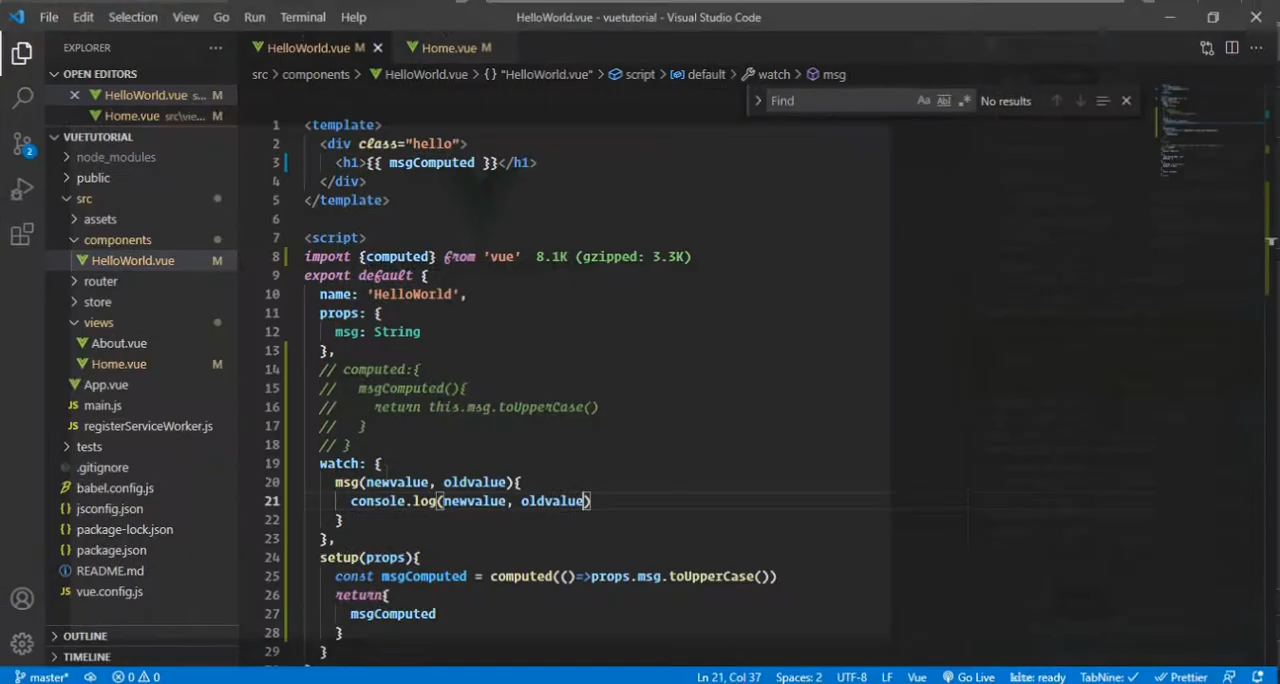 File Edit Selection View Go Run Terminal Help HelloWorld.vue - vuetutorial - Visual Studio Code
EXPLORER ···
OPEN EDITORS
HelloWorld.vue s... M
Home.vue src\vie... M
VUETUTORIAL
node_modules
public
src
assets
components
HelloWorld.vue M
router
store
views
About.vue
Home.vue M
App.vue
JS main.js
JS registerServiceWorker.js
tests
.gitignore
babel.config.js
JS jsconfig.json
package-lock.json
package.json
README.md
vue.config.js
OUTLINE
TIMELINE
HelloWorld.vue M Home.vue M
src > components > HelloWorld.vue > {} "HelloWorld.vue" > script > default > watch > msg
Find Aa Ab No results
1 <template>
2 <div class="hello">
3 <h1>{{ msgComputed }}</h1>
4 </div>
5 </template>
6
7 <script>
8 import {computed} from 'vue' 8.1K (gzipped: 3.3K)
9 export default {
10 name: 'HelloWorld',
11 props: {
12 msg: String
13 },
14 // computed:{
15 // msgComputed(){
16 // return this.msg.toUpperCase()
17 // }
18 // }
19 watch: {
20 msg(newvalue, oldvalue){
21 console.log(newvalue, oldvalue)
22 }
23 },
24 setup(props){
25 const msgComputed = computed(()=>props.msg.toUpperCase())
26 return{
27 msgComputed
28 }
29 }
master* 0 0 Ln 21, Col 37 Spaces: 2 UTF-8 LF Vue Go Live kite: ready TabNine: ✓ Prettier